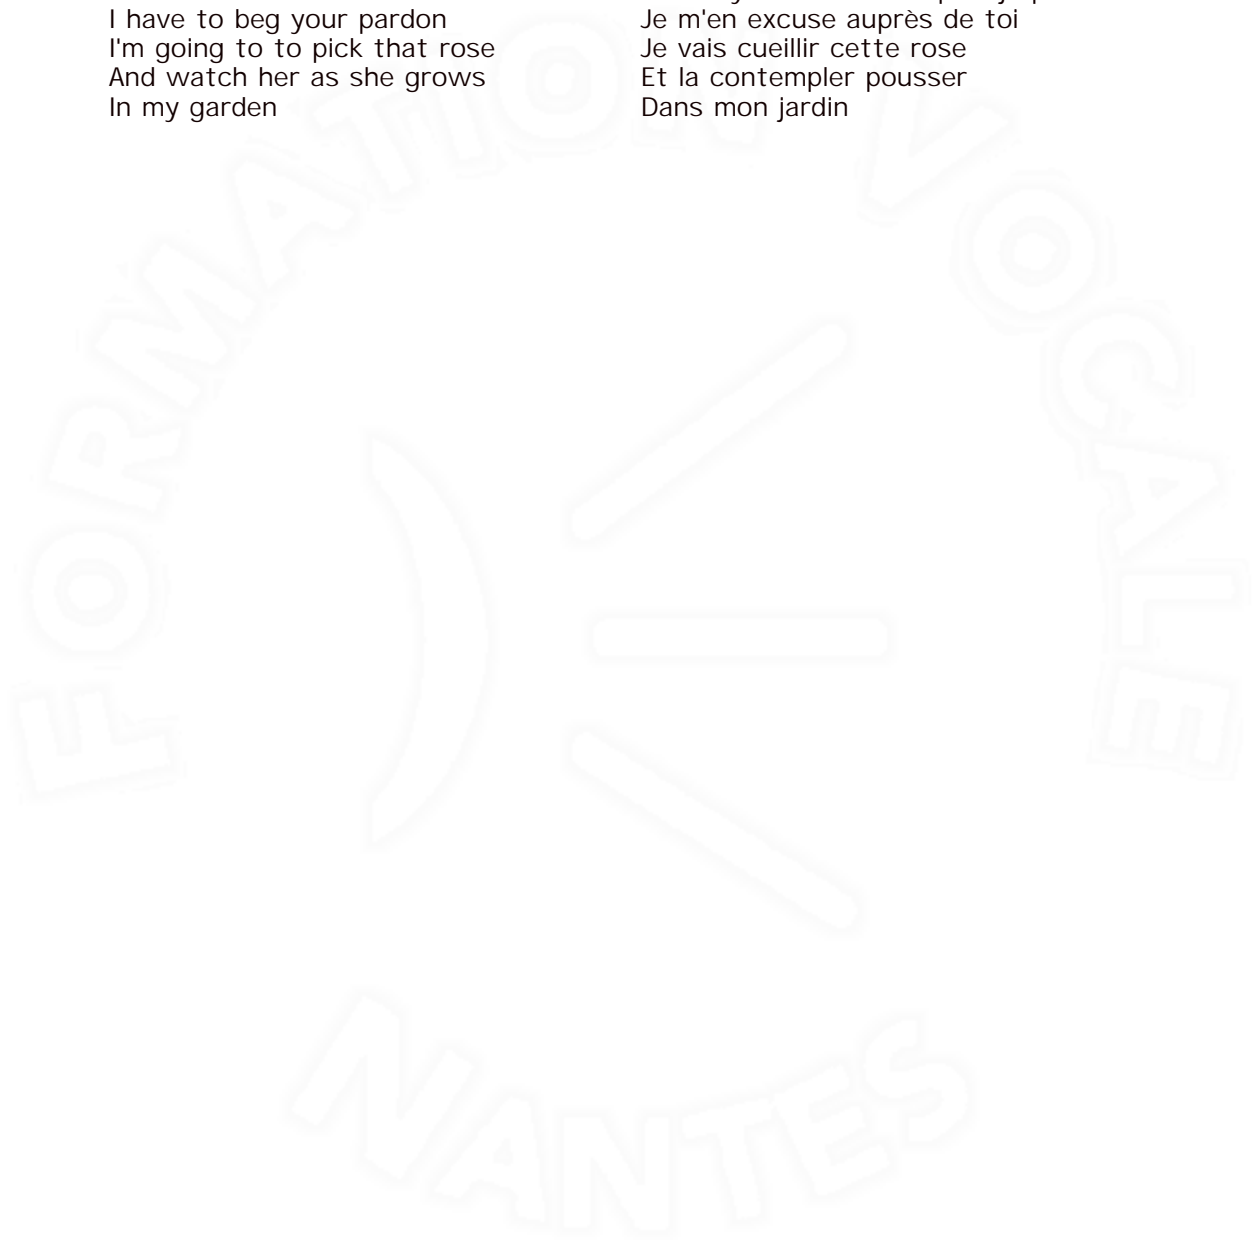 I have to beg your pardon
I'm going to to pick that rose
And watch her as she grows
In my garden
Je m'en excuse auprès de toi
Je vais cueillir cette rose
Et la contempler pousser
Dans mon jardin
FORMATION VOCALE
NANTES